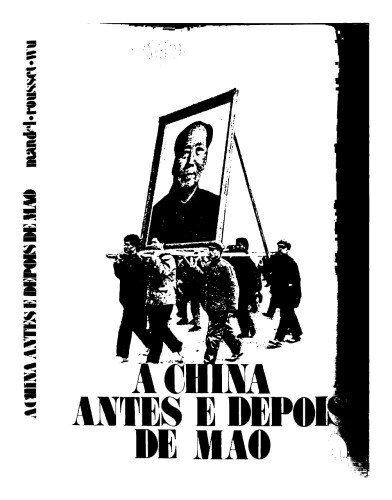 A CHINA ANTES E DEPOIS DE MAO mandel·rousset·wu
A CHINA
ANTES E DEPOIS
DE MAO